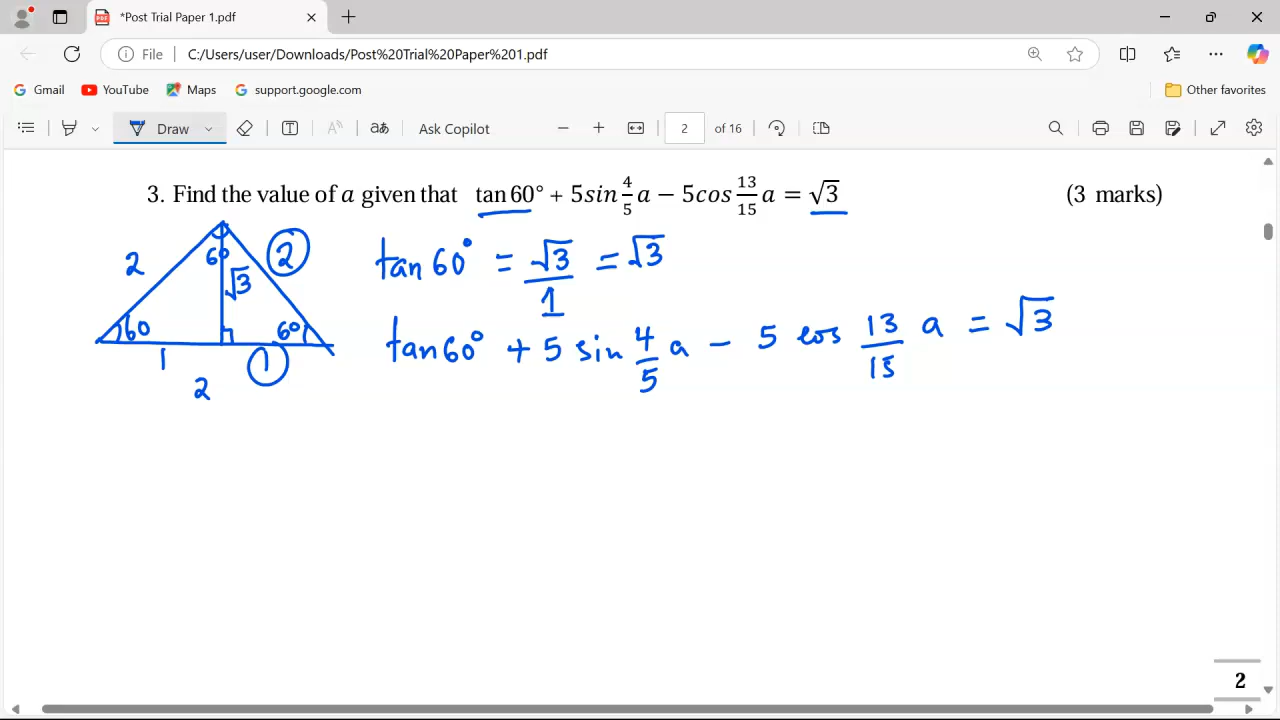 *Post Trial Paper 1.pdf
File C:/Users/user/Downloads/Post%20Trial%20Paper%201.pdf
Gmail YouTube Maps support.google.com Other favorites
Draw Ask Copilot 2 of 16
3. Find the value of a given that tan 60° + 5sin 4/5 a − 5cos 13/15 a = √3 (3 marks)
2 60 √3 2
60 60
1 1
2
tan 60° = √3/1 = √3
tan 60° + 5 sin 4/5 a − 5 cos 13/15 a = √3
2